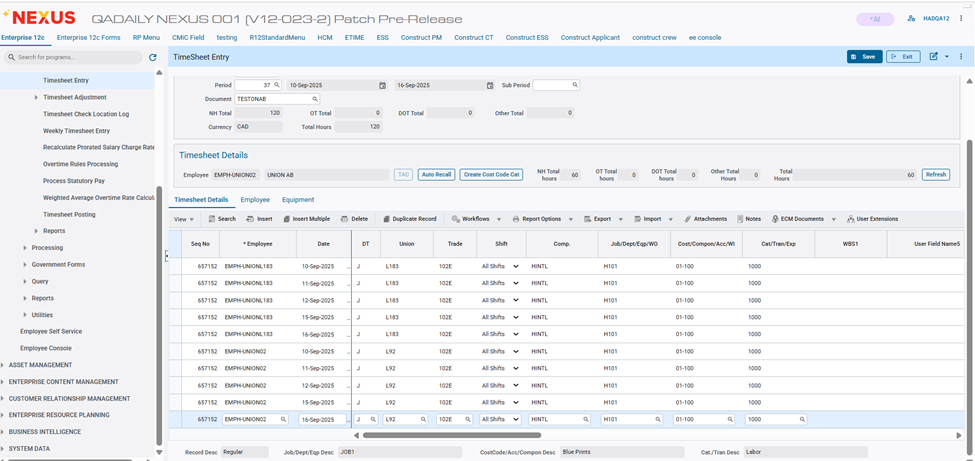 NEXUS QADAILY NEXUS 001 (V12-023-2) Patch Pre-Release AI HADQA12
Enterprise 12c Enterprise 12c Forms RP Menu CMIC Field testing R12StandardMenu HCM ETIME ESS Construct PM Construct CT Construct ESS Construct Applicant construct crew ee console
Search for programs...
TimeSheet Entry Save Exit
Timesheet Entry
Timesheet Adjustment
Timesheet Check Location Log
Weekly Timesheet Entry
Recalculate Prorated Salary Charge Rate
Overtime Rules Processing
Process Statutory Pay
Weighted Average Overtime Rate Calcul
Timesheet Posting
Reports
Processing
Government Forms
Query
Reports
Utilities
Employee Self Service
Employee Console
ASSET MANAGEMENT
ENTERPRISE CONTENT MANAGEMENT
CUSTOMER RELATIONSHIP MANAGEMENT
ENTERPRISE RESOURCE PLANNING
BUSINESS INTELLIGENCE
SYSTEM DATA
Period 37 10-Sep-2025 16-Sep-2025 Sub Period
Document TESTONAB
NH Total 120 OT Total 0 DOT Total 0 Other Total 0
Currency CAD Total Hours 120
Timesheet Details
Employee EMPH-UNION02 UNION AB TAC Auto Recall Create Cost Code Cat NH Total hours 60 OT Total hours 0 DOT Total hours 0 Other Total Hours 0 Total Hours 60 Refresh
Timesheet Details Employee Equipment
View Search Insert Insert Multiple Delete Duplicate Record Workflows Report Options Export Import Attachments Notes ECM Documents User Extensions
Seq No * Employee Date DT Union Trade Shift Comp. Job/Dept/Eqp/WO Cost/Compon/Acc/WI Cat/Tran/Exp WBS1 User Field Name5
657152 EMPH-UNIONL183 10-Sep-2025 ... J L183 102E All Shifts HINTL H101 01-100 1000
657152 EMPH-UNIONL183 11-Sep-2025 ... J L183 102E All Shifts HINTL H101 01-100 1000
657152 EMPH-UNIONL183 12-Sep-2025 ... J L183 102E All Shifts HINTL H101 01-100 1000
657152 EMPH-UNIONL183 15-Sep-2025 ... J L183 102E All Shifts HINTL H101 01-100 1000
657152 EMPH-UNIONL183 16-Sep-2025 ... J L183 102E All Shifts HINTL H101 01-100 1000
657152 EMPH-UNION02 10-Sep-2025 ... J L92 102E All Shifts HINTL H101 01-100 1000
657152 EMPH-UNION02 11-Sep-2025 ... J L92 102E All Shifts HINTL H101 01-100 1000
657152 EMPH-UNION02 12-Sep-2025 ... J L92 102E All Shifts HINTL H101 01-100 1000
657152 EMPH-UNION02 15-Sep-2025 ... J L92 102E All Shifts HINTL H101 01-100 1000
657152 EMPH-UNION02 16-Sep-2025 ... J L92 102E All Shifts HINTL H101 01-100 1000
Record Desc Regular Job/Dept/Eqp Desc JOB1 CostCode/Acc/Compon Desc Blue Prints Cat./Tran Desc Labor